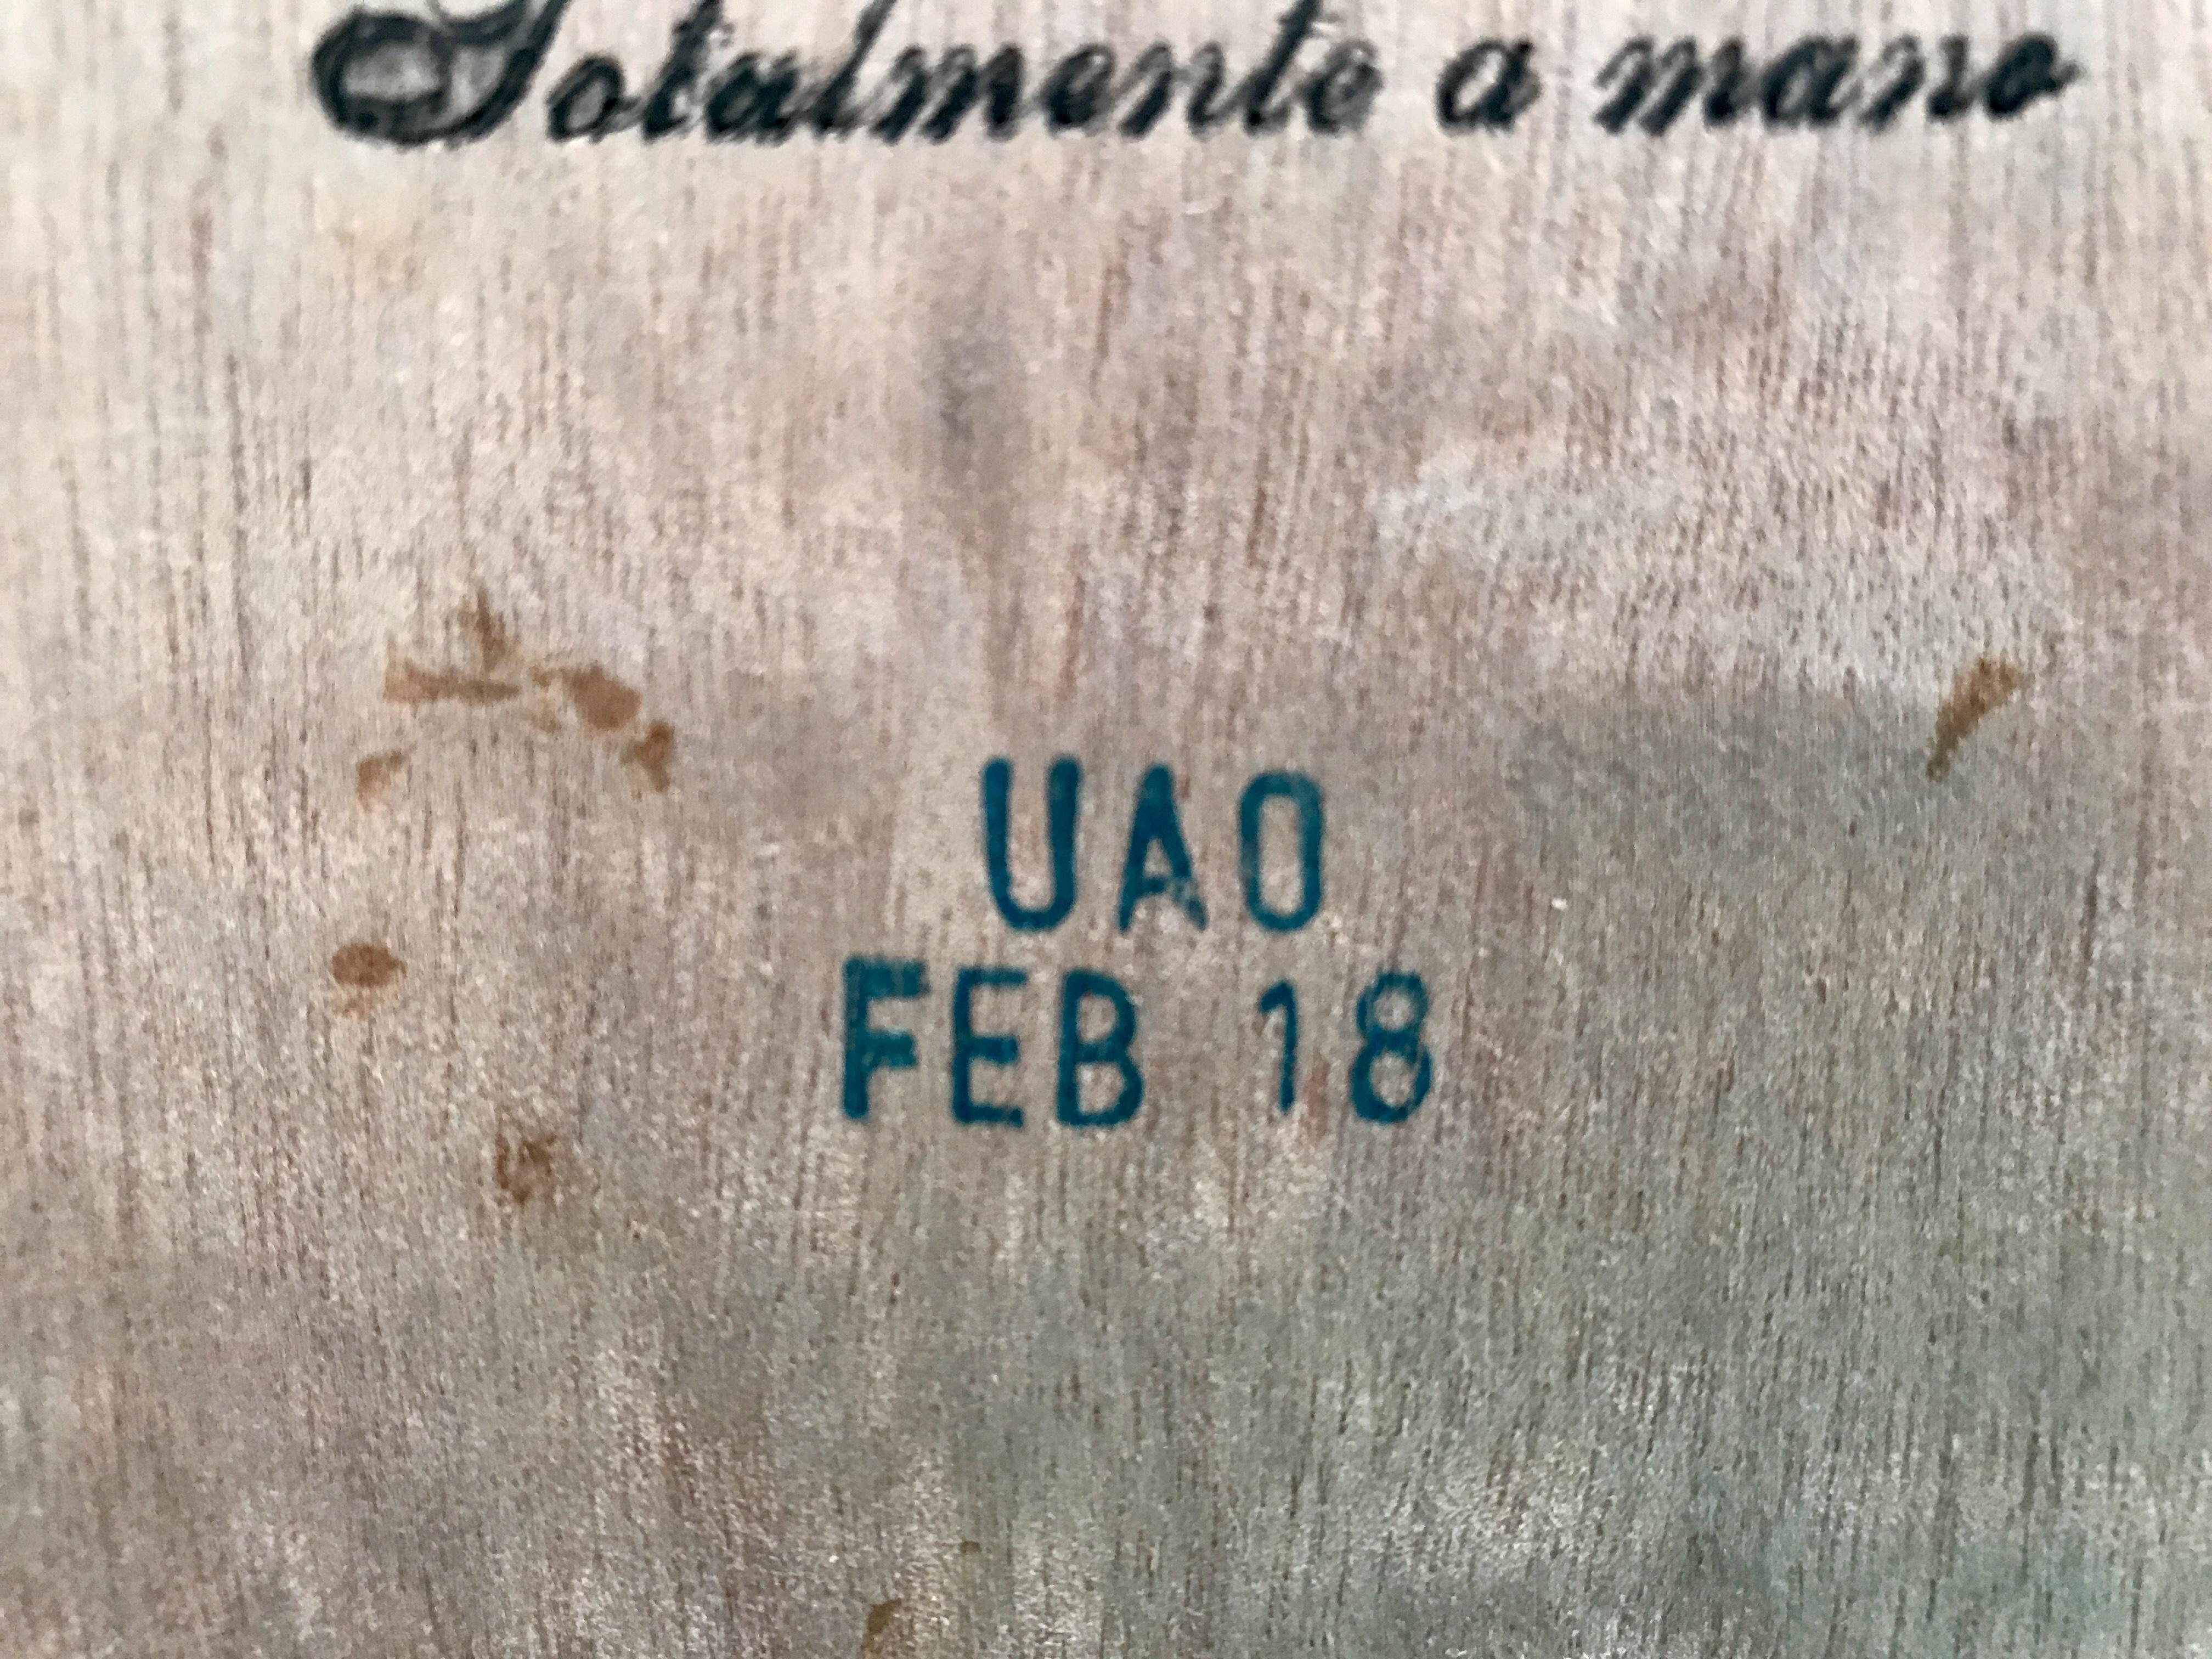 Totalmente a mano
UAO
FEB 18